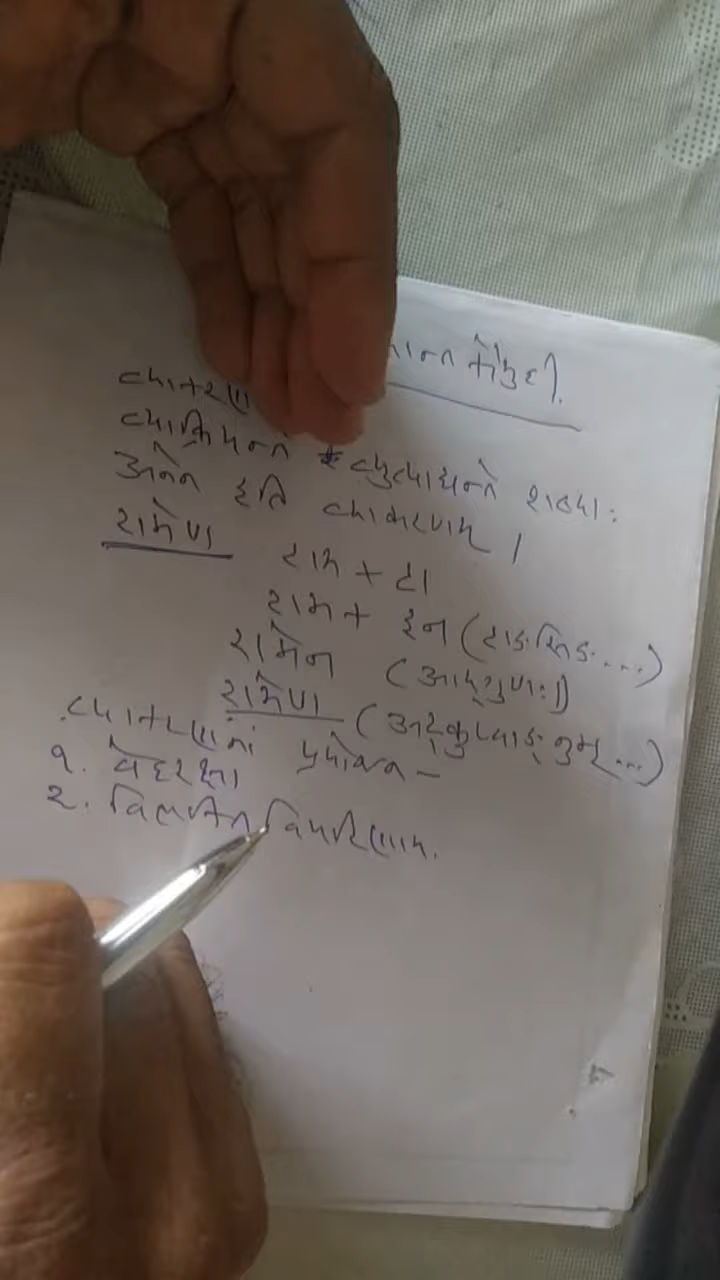 કૌમુદી.
વ્યાકરણ
વ્યાક્રિયન્તે વ્યુત્પાદ્યન્તે શબ્દાઃ
અનેન ઇતિ વ્યાકરણમ્ ।
રામેણ રામ + ટા
રામ + ઇન (ટાઙસિઙ....)
રામેન (આદ્ગુણઃ।)
રામેણ (અટ્કુપ્વાઙ્નુમ્...)
વ્યાકરણનાં પ્રયોજન -
૧. વેદરક્ષા
૨. વિભક્તિ વિપરિણામ.